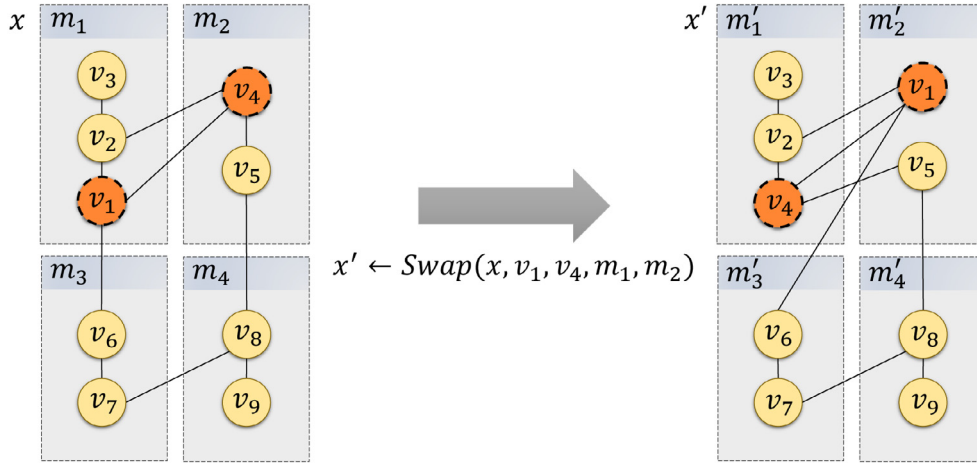 x
m₁
m₂
v₃
v₄
v₂
v₅
v₁
m₃
m₄
v₆
v₈
v₇
v₉
x′ ← Swap(x, v₁, v₄, m₁, m₂)
x′
m′₁
m′₂
v₃
v₁
v₂
v₅
v₄
m′₃
m′₄
v₆
v₈
v₇
v₉